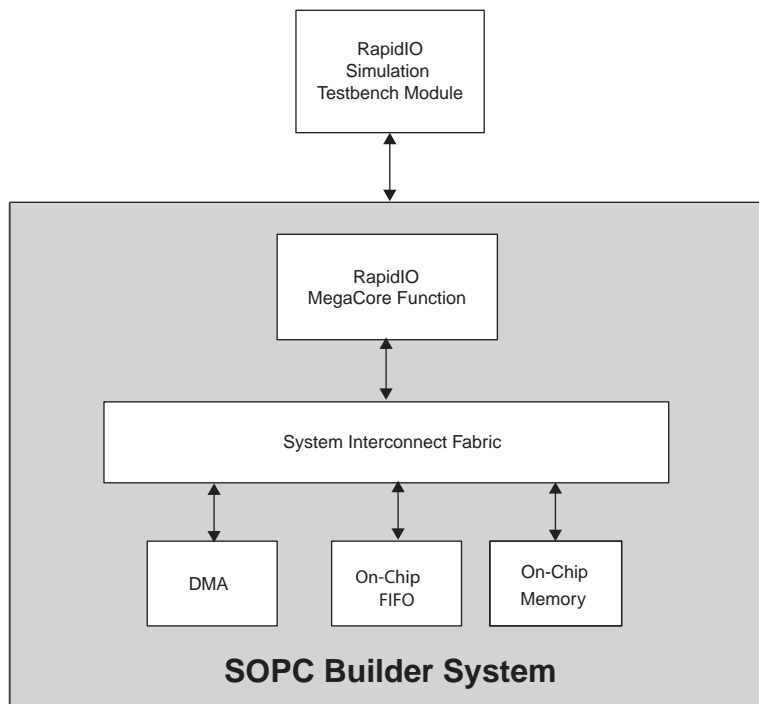 RapidIO
Simulation
Testbench Module
RapidIO
MegaCore Function
System Interconnect Fabric
DMA
On-Chip
FIFO
On-Chip
Memory
SOPC Builder System